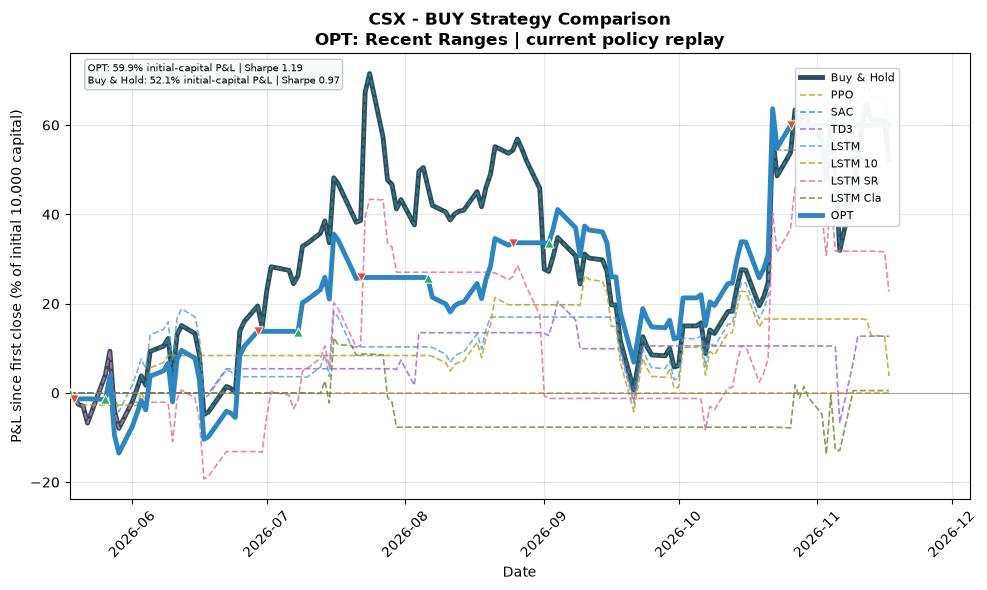 CSX - BUY Strategy Comparison
OPT: Recent Ranges | current policy replay
OPT: 59.9% initial-capital P&L | Sharpe 1.19
Buy & Hold: 52.1% initial-capital P&L | Sharpe 0.97
Buy & Hold
PPO
SAC
TD3
LSTM
LSTM 10
LSTM SR
LSTM Cla
OPT
P&L since first close (% of initial 10,000 capital)
60
40
20
0
−20
2026-06
2026-07
2026-08
2026-09
2026-10
2026-11
2026-12
Date